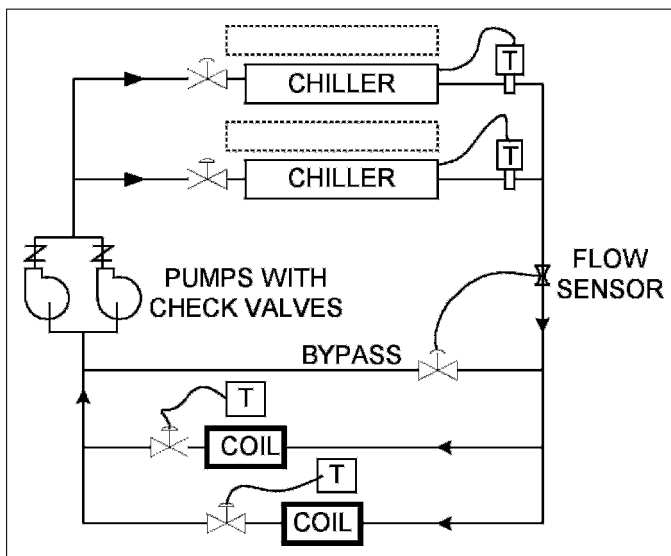 T
CHILLER
T
CHILLER
PUMPS WITH
CHECK VALVES
FLOW
SENSOR
BYPASS
T
COIL
T
COIL